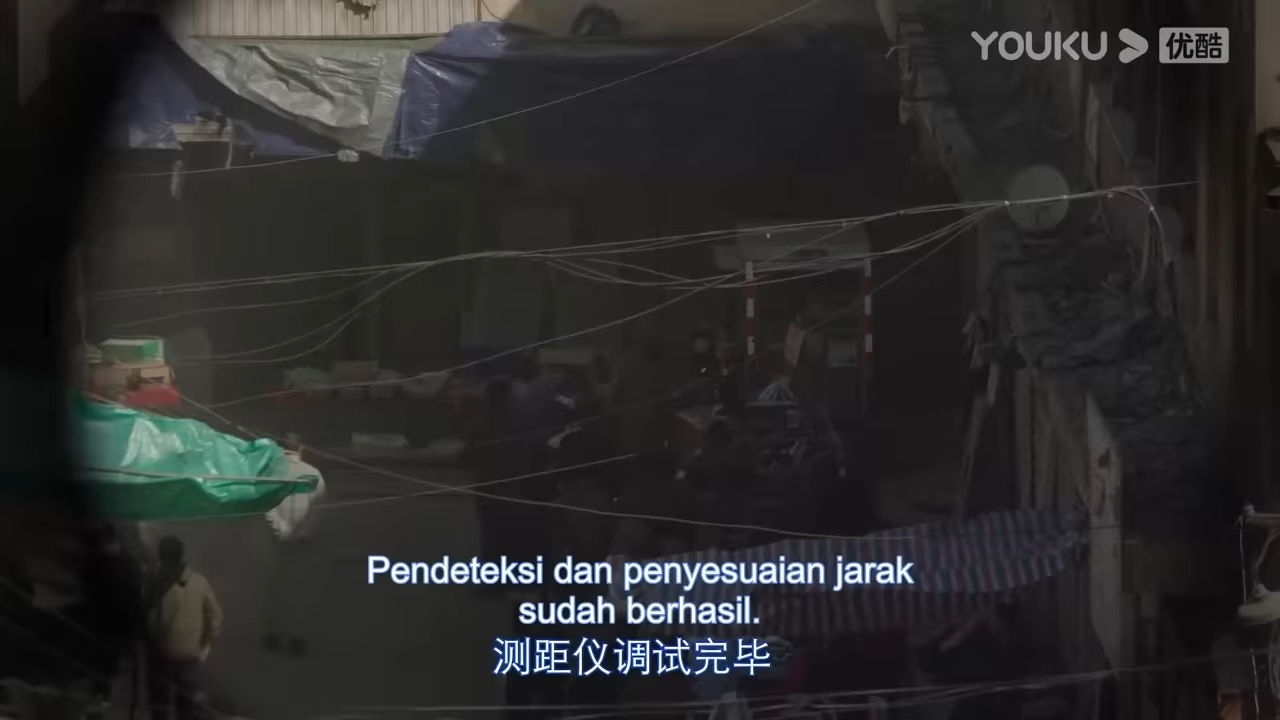 YOUKU 优酷
Pendeteksi dan penyesuaian jarak
sudah berhasil.
测距仪调试完毕